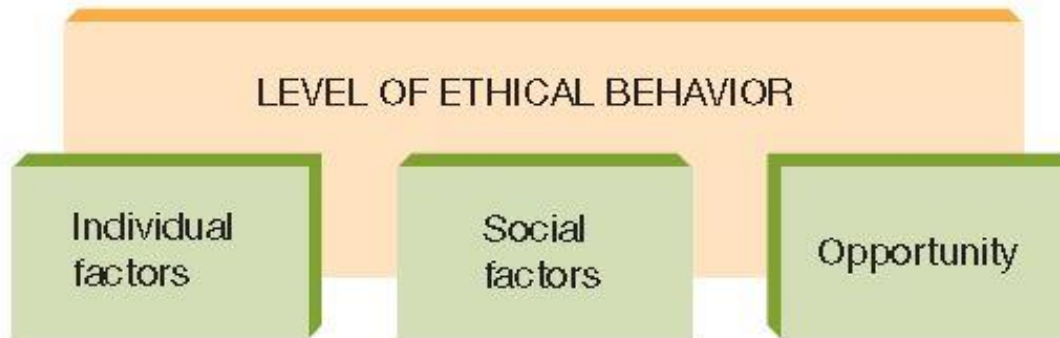 LEVEL OF ETHICAL BEHAVIOR
Individual
factors
Social
factors
Opportunity